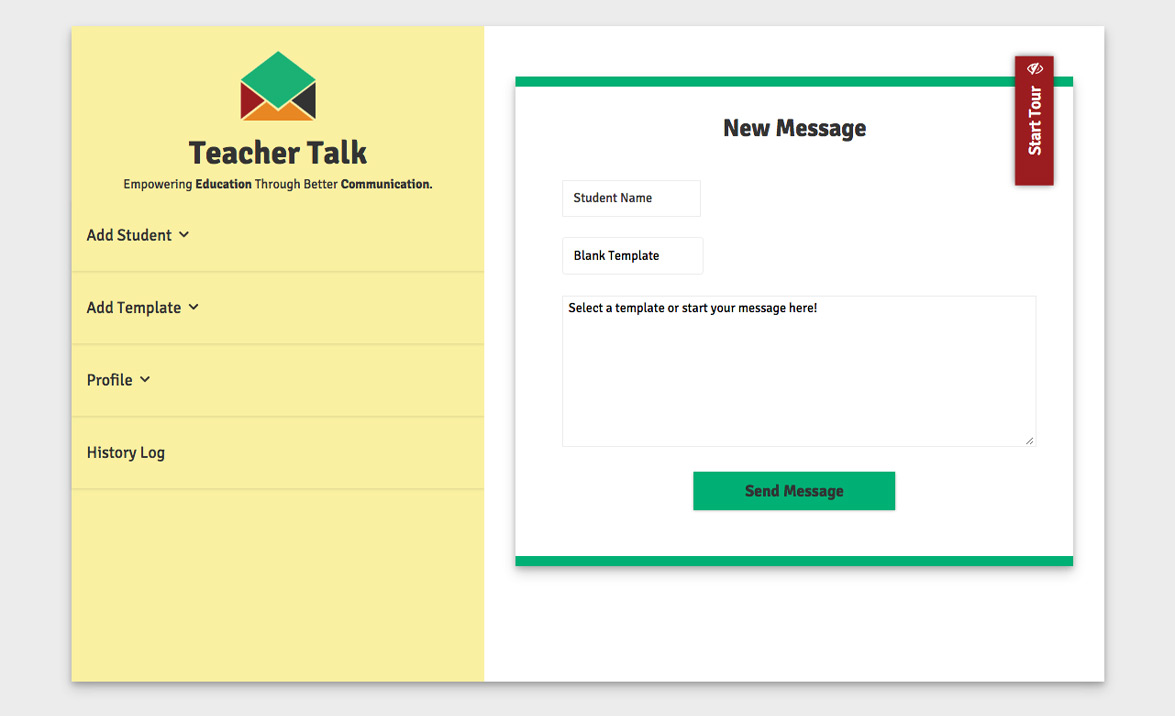 Teacher Talk
Empowering Education Through Better Communication.
Add Student
Add Template
Profile
History Log
Start Tour
New Message
Student Name
Blank Template
Select a template or start your message here!
Send Message